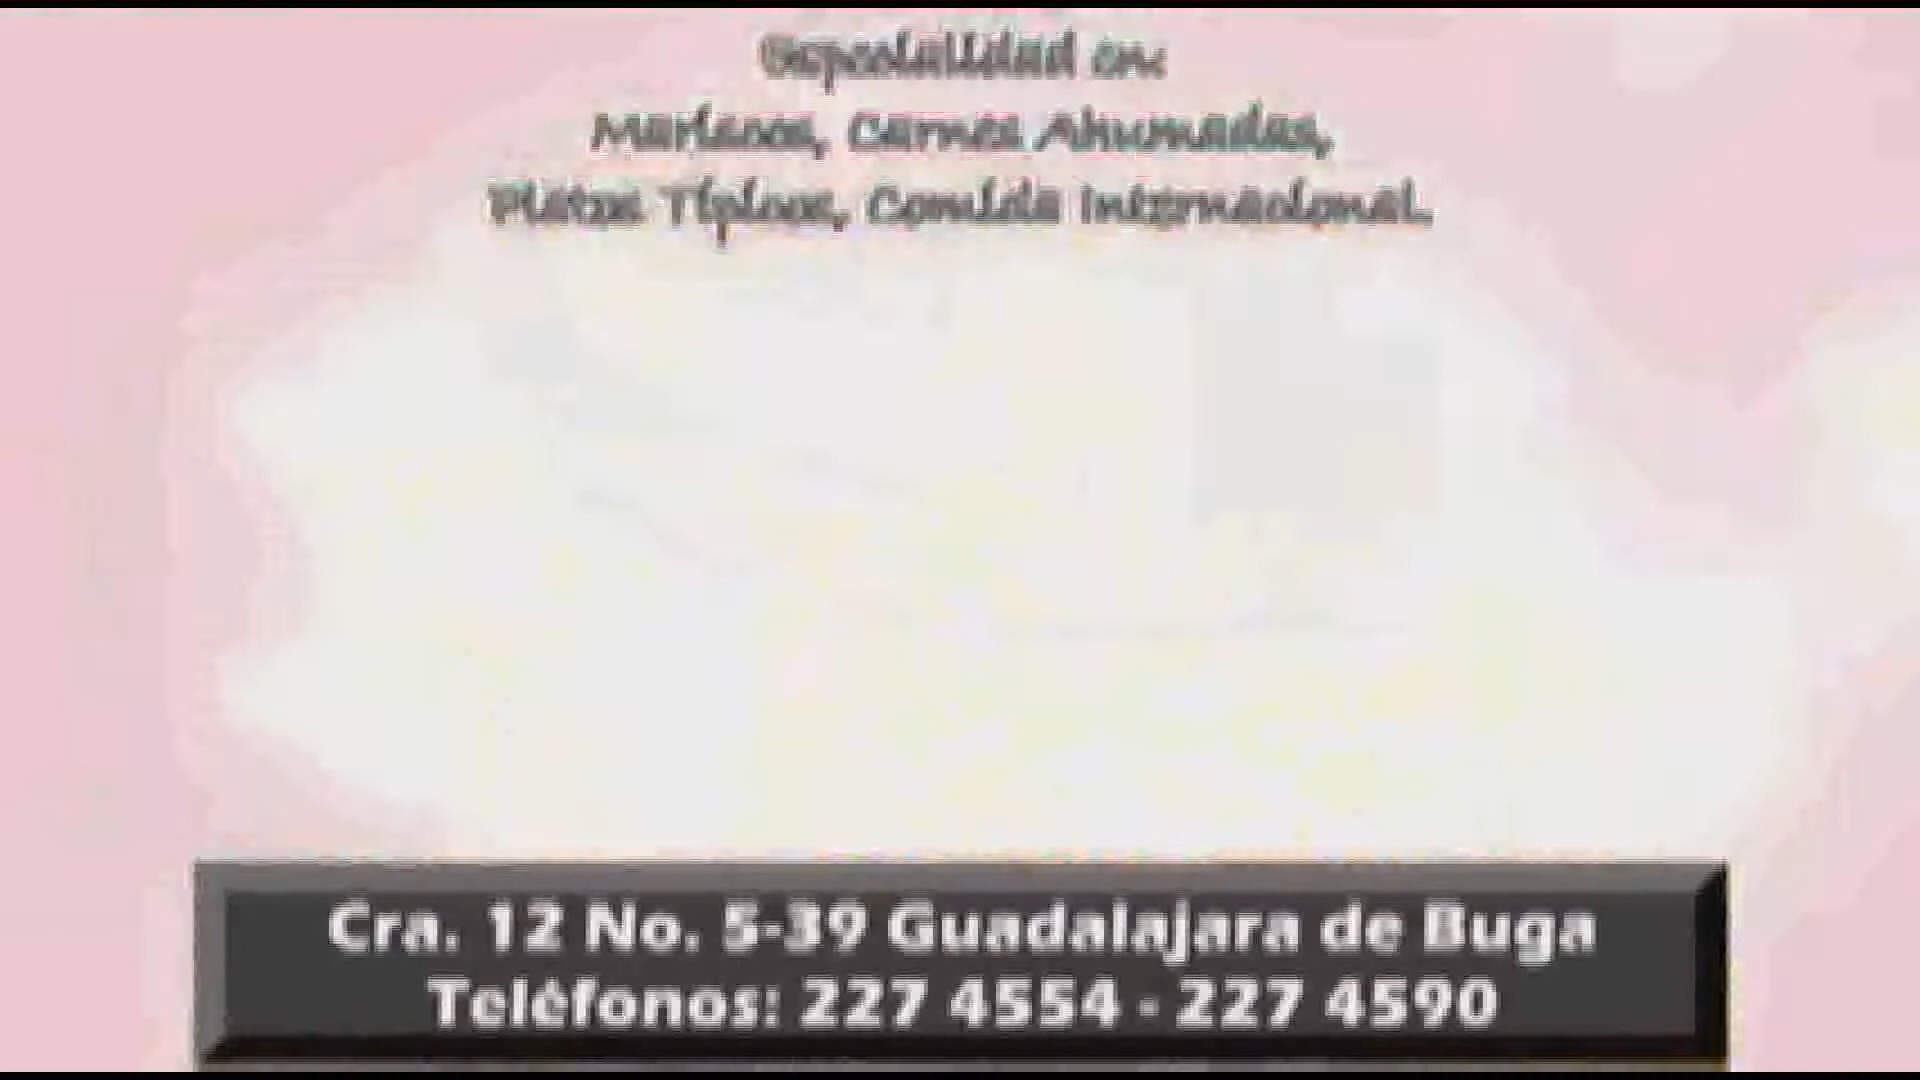 Especialidad en:
Mariscos, Carnes Ahumadas,
Platos Típicos, Comida Internacional.
Cra. 12 No. 5-39 Guadalajara de Buga
Teléfonos: 227 4554 - 227 4590